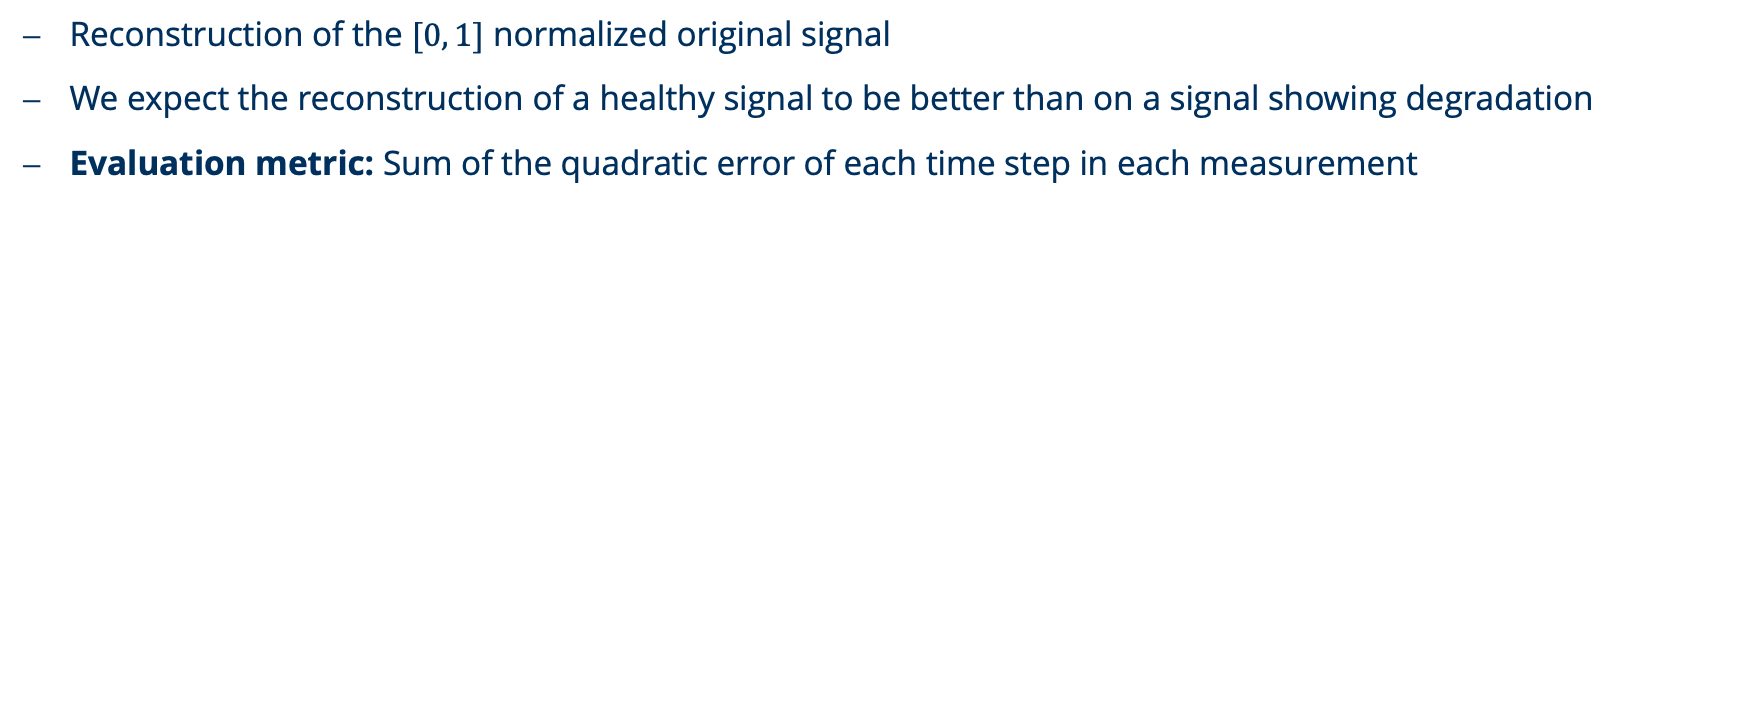 – Reconstruction of the [0, 1] normalized original signal
– We expect the reconstruction of a healthy signal to be better than on a signal showing degradation
– Evaluation metric: Sum of the quadratic error of each time step in each measurement